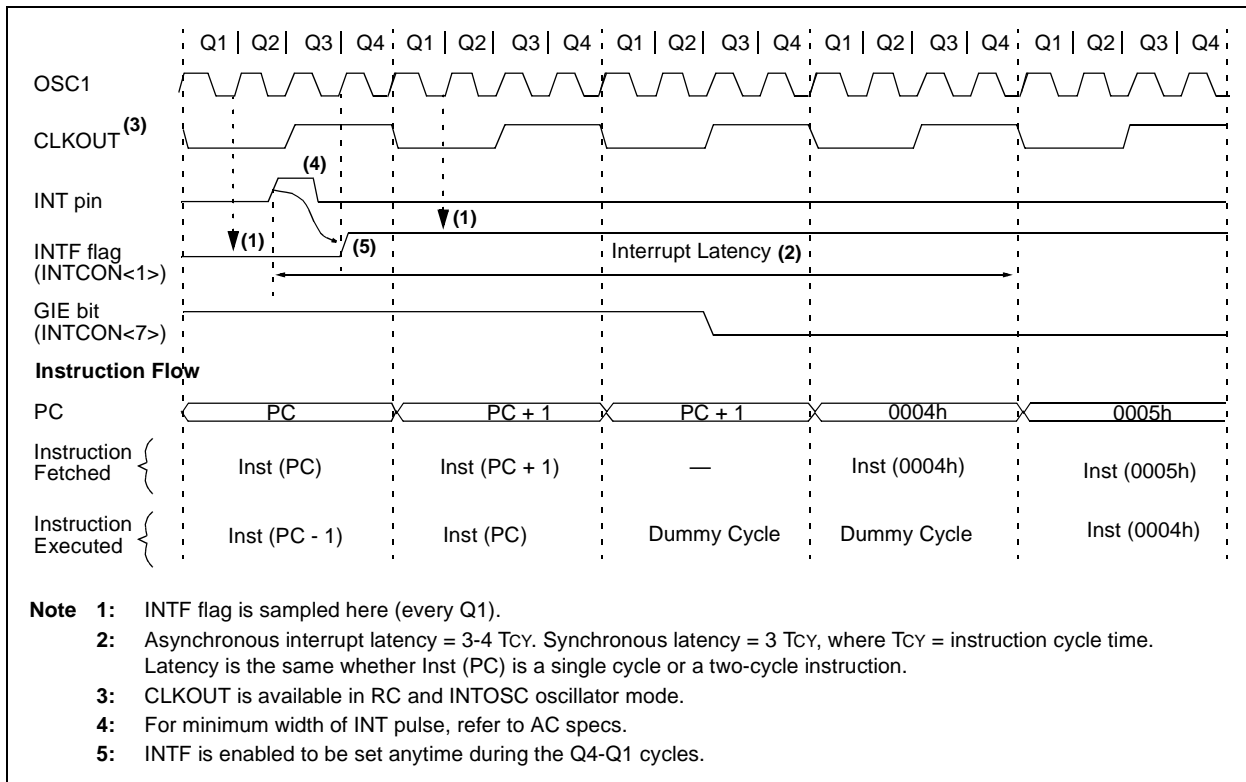 Q1 | Q2 | Q3 | Q4 Q1 | Q2 | Q3 | Q4 Q1 | Q2 | Q3 | Q4 Q1 | Q2 | Q3 | Q4 Q1 | Q2 | Q3 | Q4
OSC1
CLKOUT (3)
(4)
INT pin
(1)
(1) (5)
INTF flag
(INTCON<1>)
Interrupt Latency (2)
GIE bit
(INTCON<7>)
Instruction Flow
PC PC PC + 1 PC + 1 0004h 0005h
Instruction
Fetched
Inst (PC) Inst (PC + 1) — Inst (0004h) Inst (0005h)
Instruction
Executed
Inst (PC - 1) Inst (PC) Dummy Cycle Dummy Cycle Inst (0004h)
Note 1: INTF flag is sampled here (every Q1).
2: Asynchronous interrupt latency = 3-4 TCY. Synchronous latency = 3 TCY, where TCY = instruction cycle time.
Latency is the same whether Inst (PC) is a single cycle or a two-cycle instruction.
3: CLKOUT is available in RC and INTOSC oscillator mode.
4: For minimum width of INT pulse, refer to AC specs.
5: INTF is enabled to be set anytime during the Q4-Q1 cycles.